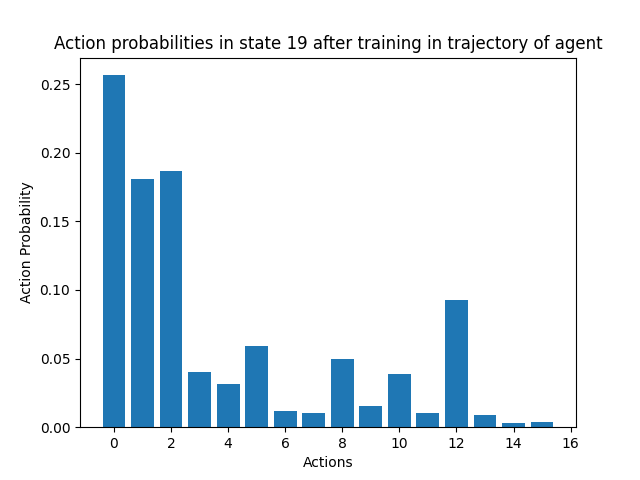 Action probabilities in state 19 after training in trajectory of agent
0.25
0.20
0.15
0.10
0.05
0.00
Action Probability
0 2 4 6 8 10 12 14 16
Actions